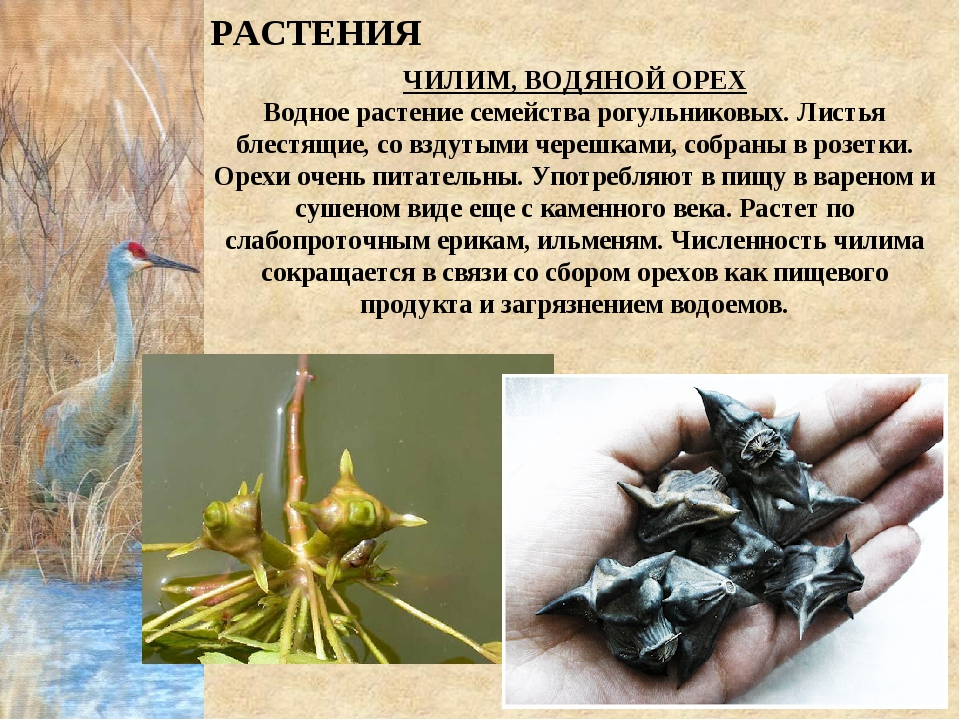 РАСТЕНИЯ
ЧИЛИМ, ВОДЯНОЙ ОРЕХ
Водное растение семейства рогульниковых. Листья
блестящие, со вздутыми черешками, собраны в розетки.
Орехи очень питательны. Употребляют в пищу в вареном и
сушеном виде еще с каменного века. Растет по
слабопроточным ерикам, ильменям. Численность чилима
сокращается в связи со сбором орехов как пищевого
продукта и загрязнением водоемов.